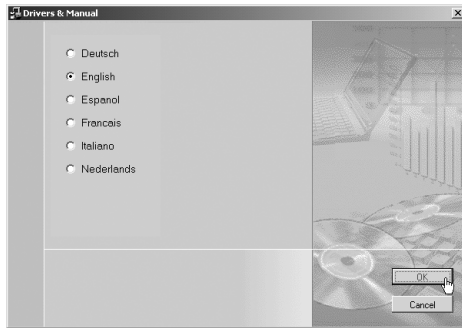 Drivers & Manual
Deutsch
English
Espanol
Francais
Italiano
Nederlands
OK
Cancel